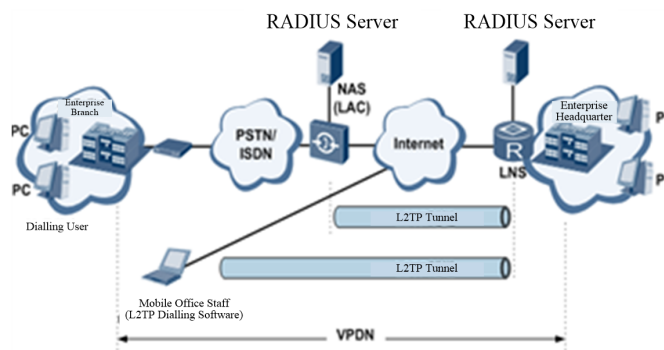 RADIUS Server
RADIUS Server
NAS
(LAC)
Enterprise
Branch
Enterprise
Headquarter
PC
PC
PSTN/
ISDN
Internet
R
LNS
P
P
Dialling User
L2TP Tunnel
L2TP Tunnel
Mobile Office Staff
(L2TP Dialling Software)
VPDN